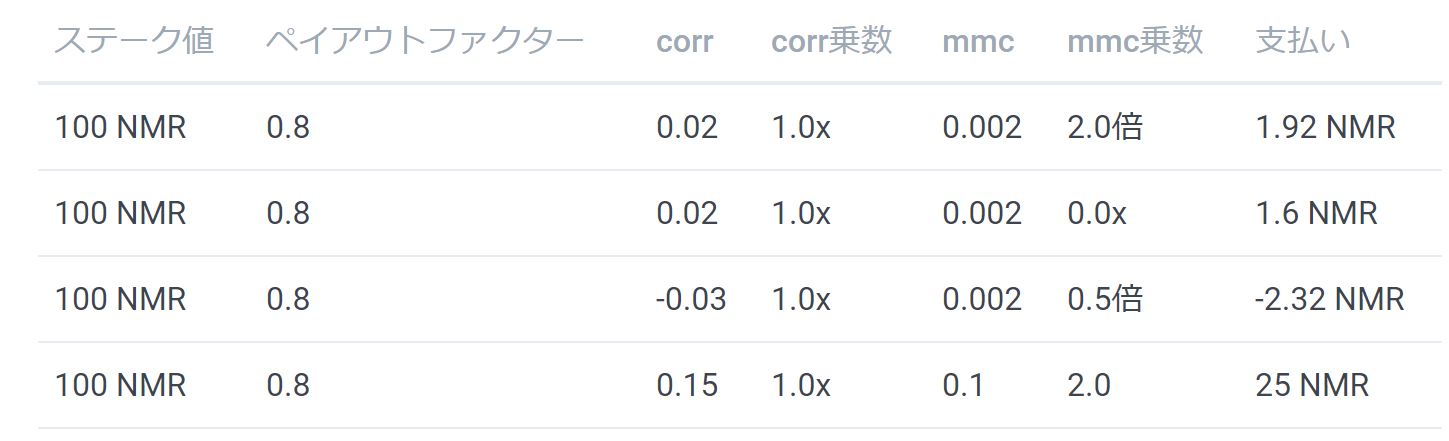 ステーク値 ペイアウトファクター corr corr乗数 mmc mmc乗数 支払い
100 NMR 0.8 0.02 1.0x 0.002 2.0倍 1.92 NMR
100 NMR 0.8 0.02 1.0x 0.002 0.0x 1.6 NMR
100 NMR 0.8 -0.03 1.0x 0.002 0.5倍 -2.32 NMR
100 NMR 0.8 0.15 1.0x 0.1 2.0 25 NMR